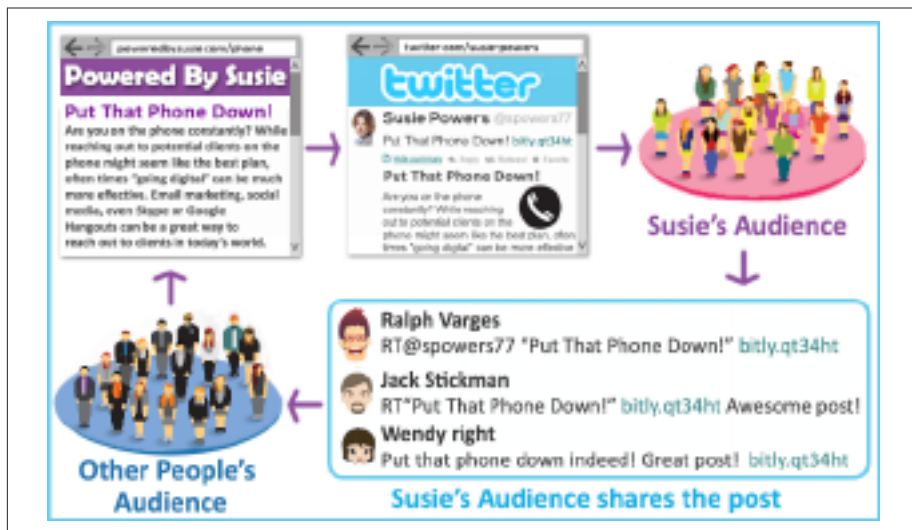 poweredbysusie.com/phone
Powered By Susie
Put That Phone Down!
Are you on the phone constantly? While
reaching out to potential clients on the
phone might seem like the best plan,
often times "going digital" can be much
more effective. Email marketing, social
media, even Skype or Google
Hangouts can be a great way to
reach out to clients in today's world.
twitter.com/susiepowers
twitter
Susie Powers @spowers77
Put That Phone Down! bitly.qt34ht
Put That Phone Down!
Are you on the phone
constantly? While reaching
out to potential clients on the
phone might seem like the best plan, often
times "going digital" can be more effective
Susie's Audience
Ralph Varges
RT@spowers77 "Put That Phone Down!" bitly.qt34ht
Jack Stickman
RT"Put That Phone Down!" bitly.qt34ht Awesome post!
Wendy right
Put that phone down indeed! Great post! bitly.qt34ht
Susie's Audience shares the post
Other People's
Audience